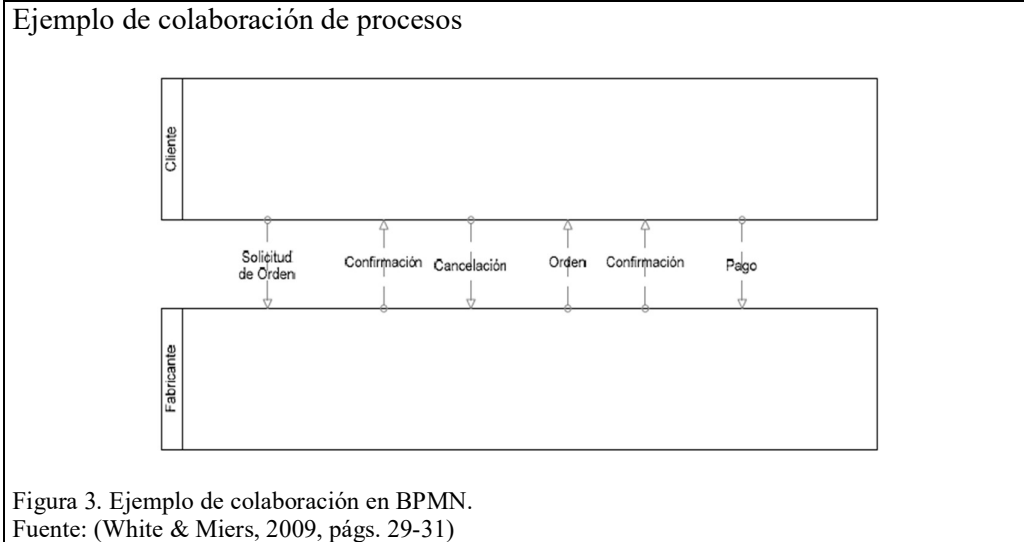 Ejemplo de colaboración de procesos
Cliente
Solicitud
de Orden
Confirmación
Cancelación
Orden
Confirmación
Pago
Fabricante
Figura 3. Ejemplo de colaboración en BPMN.
Fuente: (White & Miers, 2009, págs. 29-31)